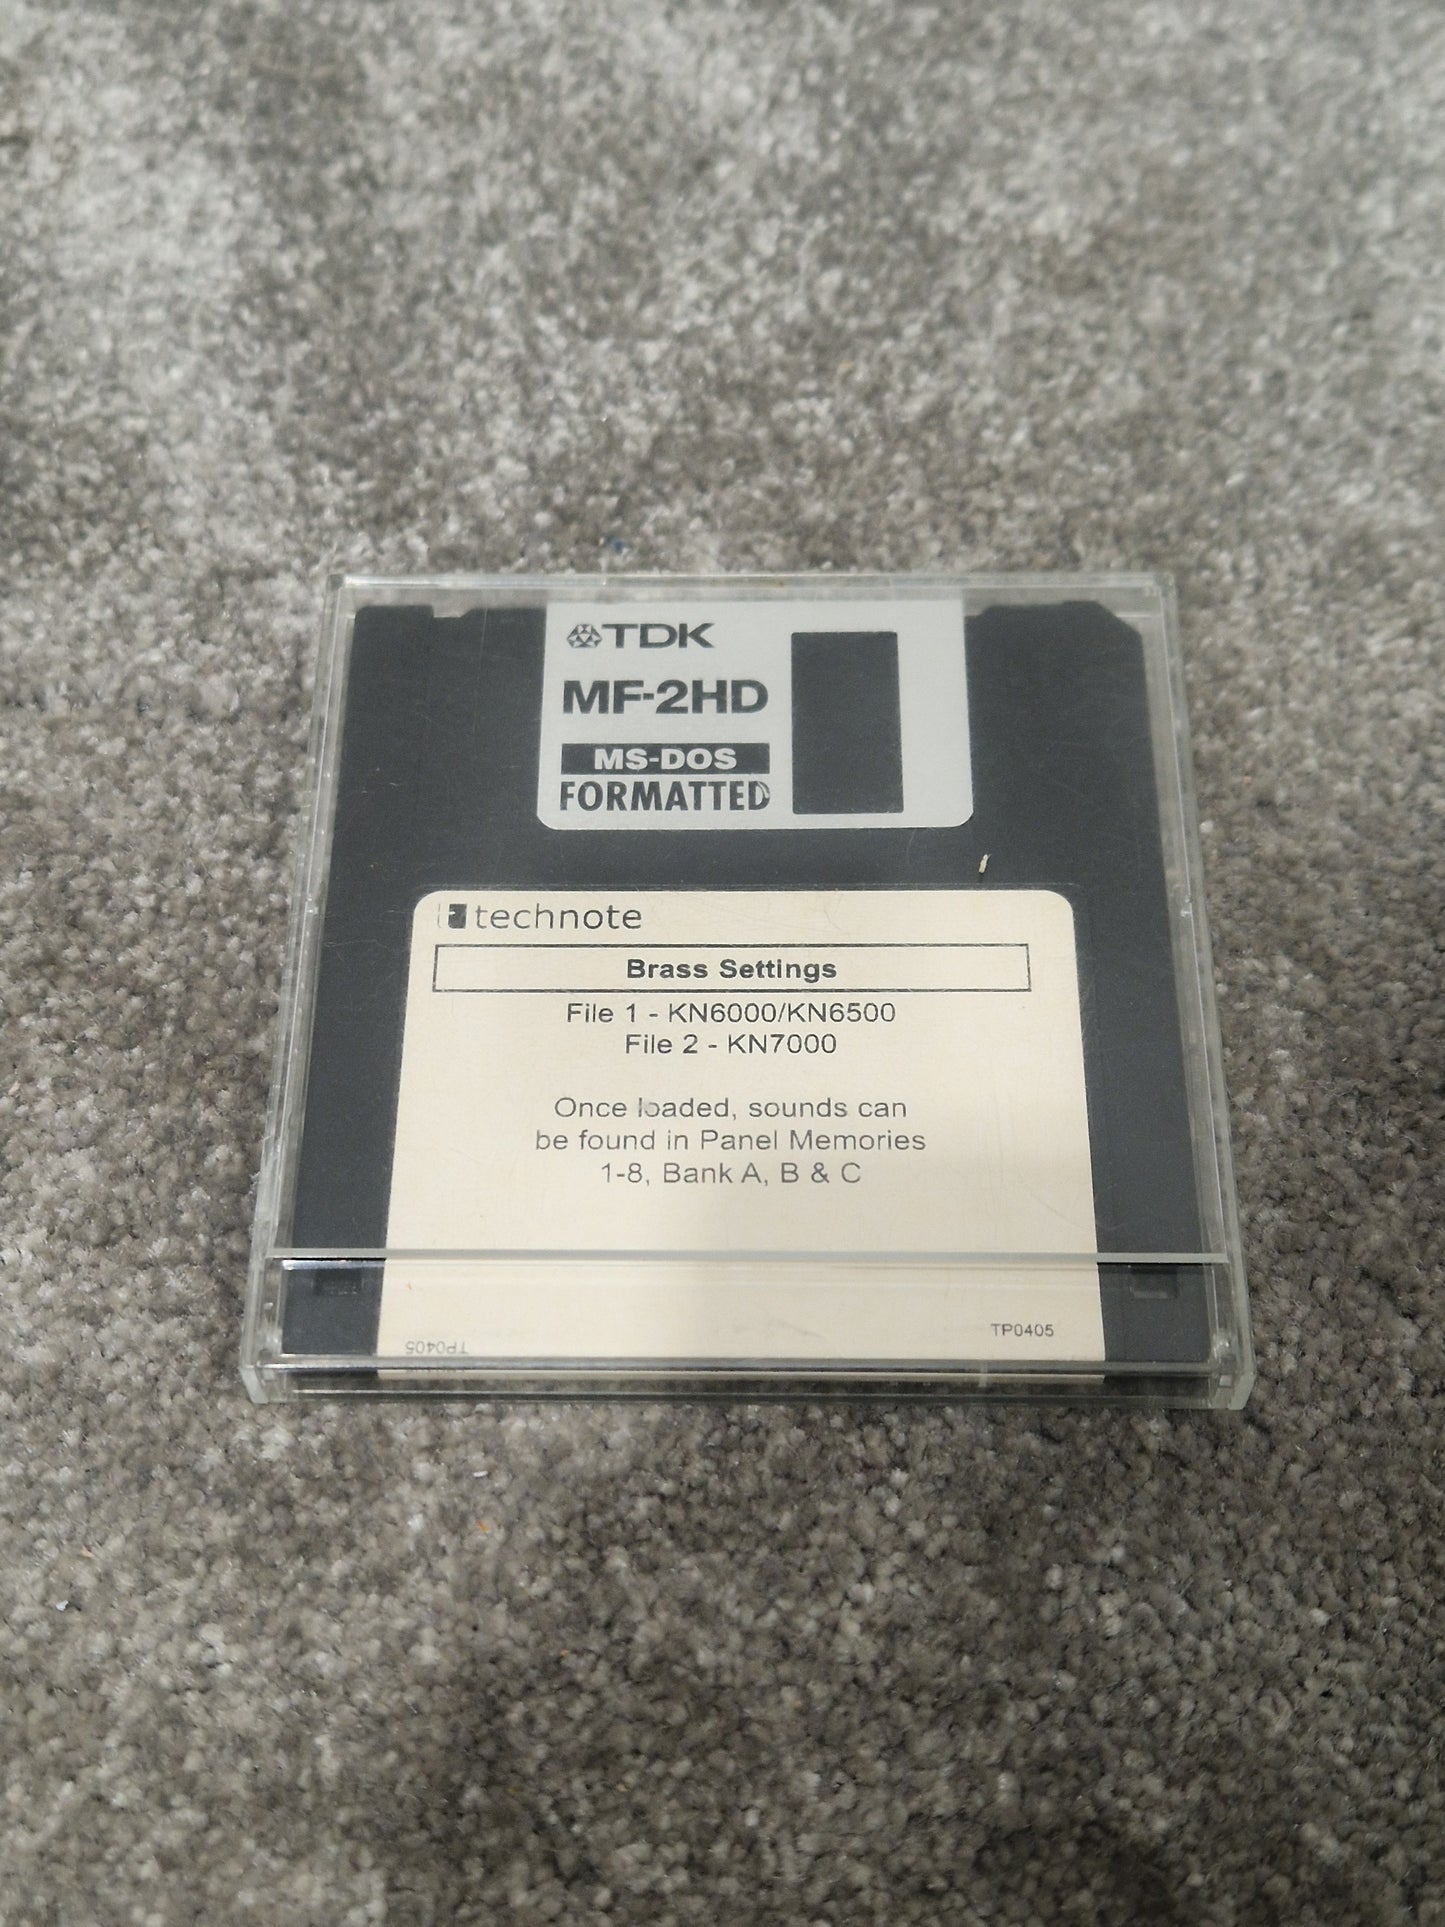 TDK
MF-2HD
MS-DOS
FORMATTED
technote
Brass Settings
File 1 - KN6000/KN6500
File 2 - KN7000
Once loaded, sounds can
be found in Panel Memories
1-8, Bank A, B & C
TP0405
TP0405